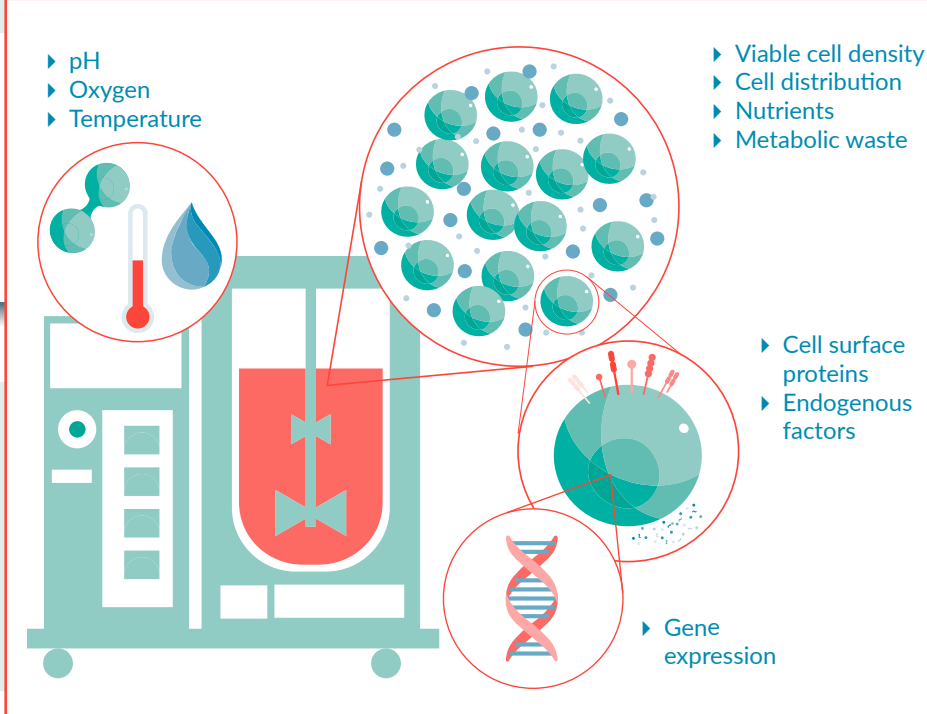 pH
Oxygen
Temperature
Viable cell density
Cell distribution
Nutrients
Metabolic waste
Cell surface
proteins
Endogenous
factors
Gene
expression